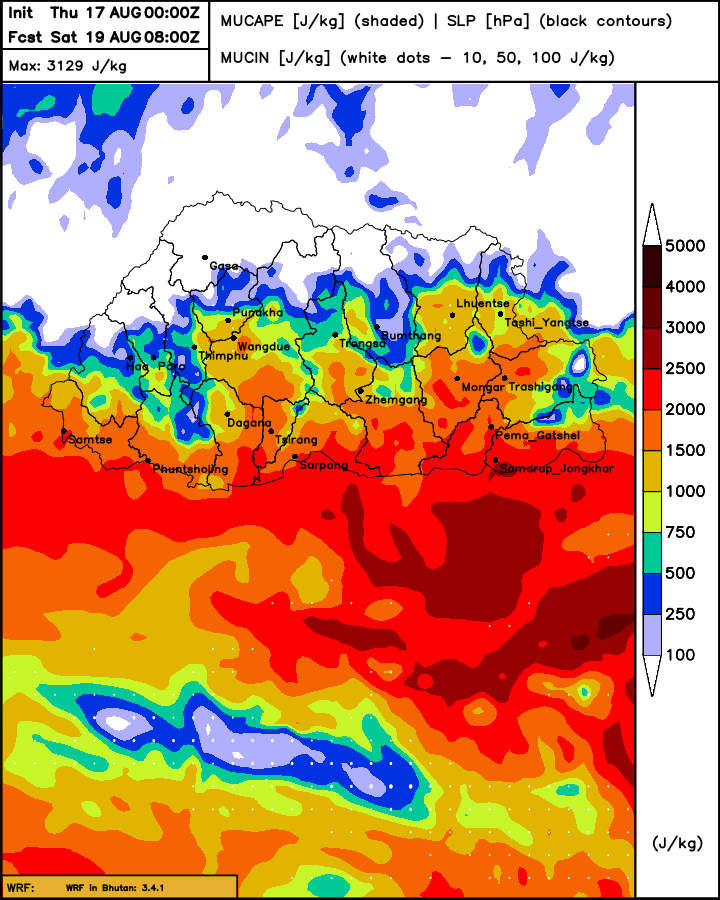 Init Thu 17 AUG 00:00Z
Fcst Sat 19 AUG 08:00Z
Max: 3129 J/kg
MUCAPE [J/kg] (shaded) | SLP [hPa] (black contours)
MUCIN [J/kg] (white dots – 10, 50, 100 J/kg)
5000
4000
3000
2500
2000
1500
1000
750
500
250
100
(J/kg)
Gasa
Lhuentse
Punakha
Tashi_Yangtse
Bumthang
Wangdue
Trongsa
Thimphu
Haa Paro
Mongar Trashigang
Zhemgang
Dagana
Pema_Gatshel
Samtse
Tsirang
Sarpang
Phuntsholing
Samdrup_Jongkhar
WRF: WRF in Bhutan: 3.4.1